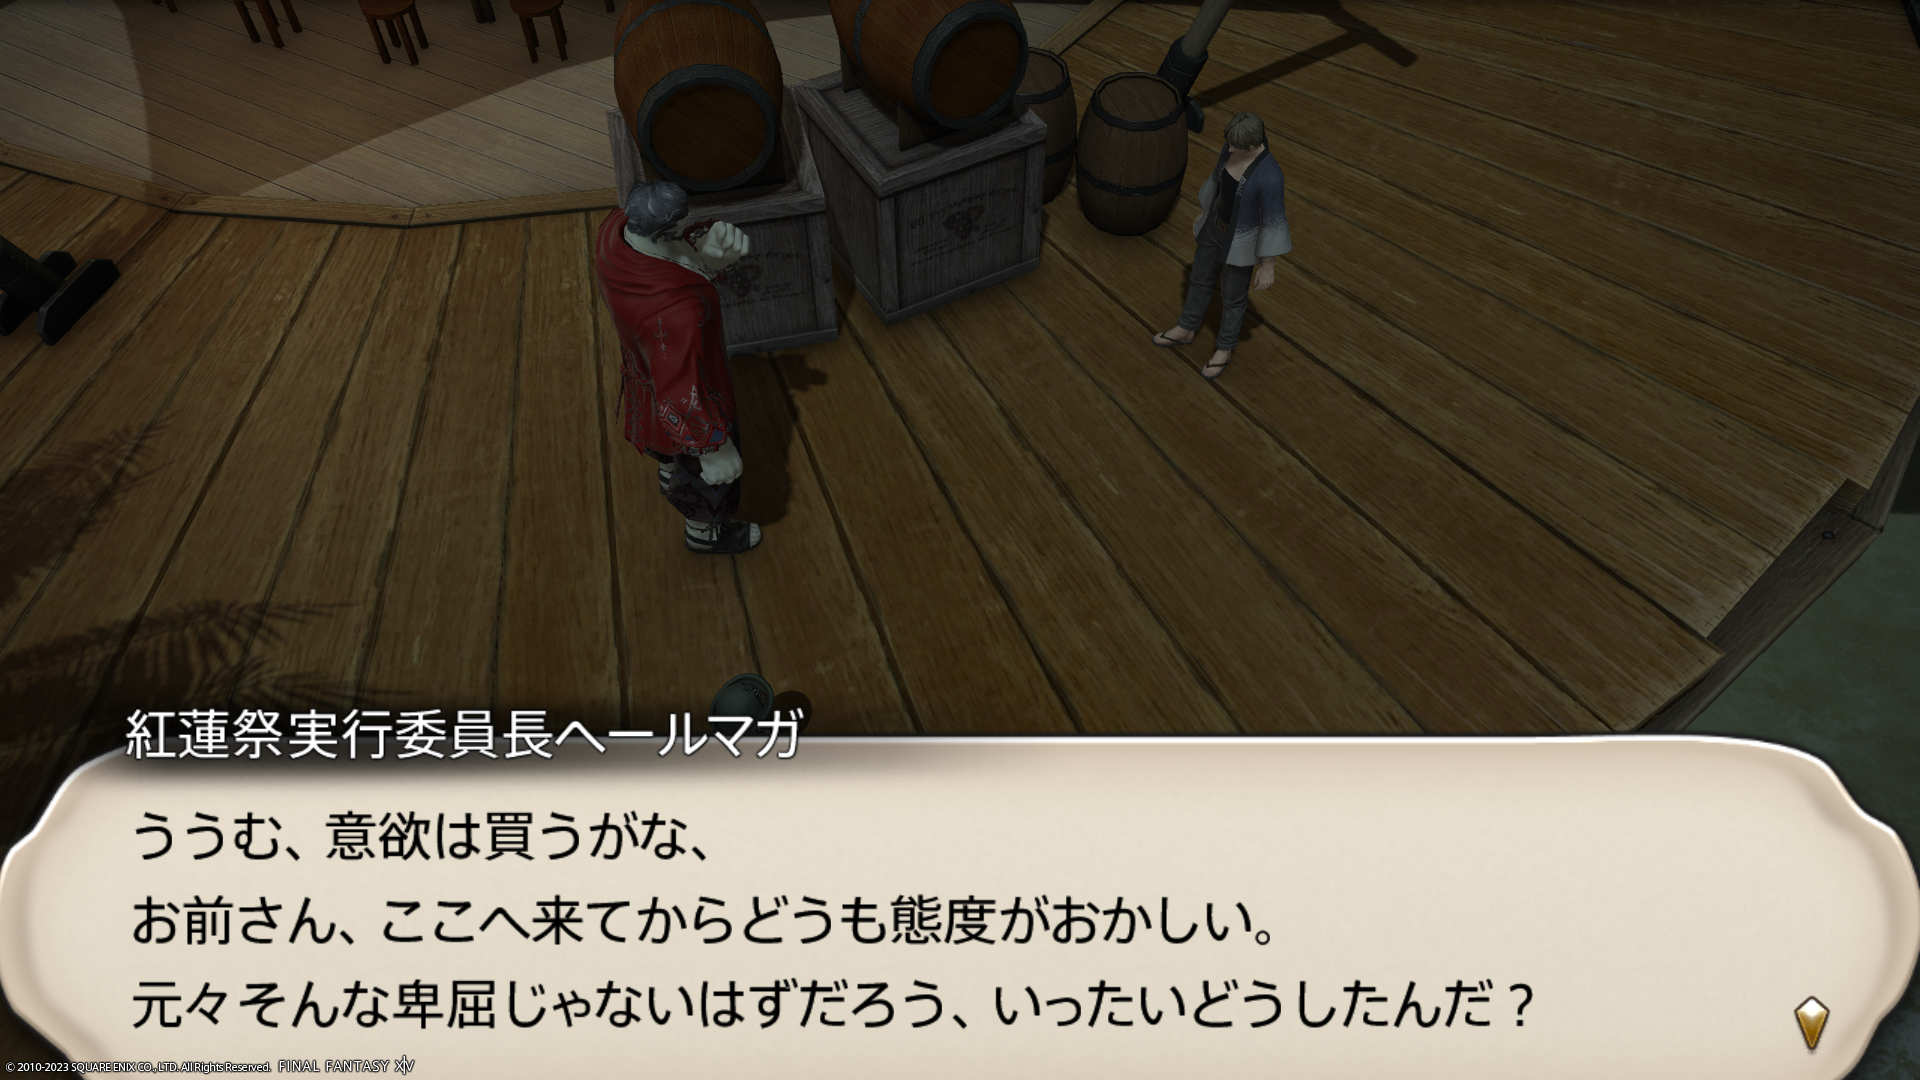 紅蓮祭実行委員長ヘールマガ
ううむ、意欲は買うがな、
お前さん、ここへ来てからどうも態度がおかしい。
元々そんな卑屈じゃないはずだろう、いったいどうしたんだ？
© 2010-2023 SQUARE ENIX CO., LTD. All Rights Reserved. FINAL FANTASY XIV